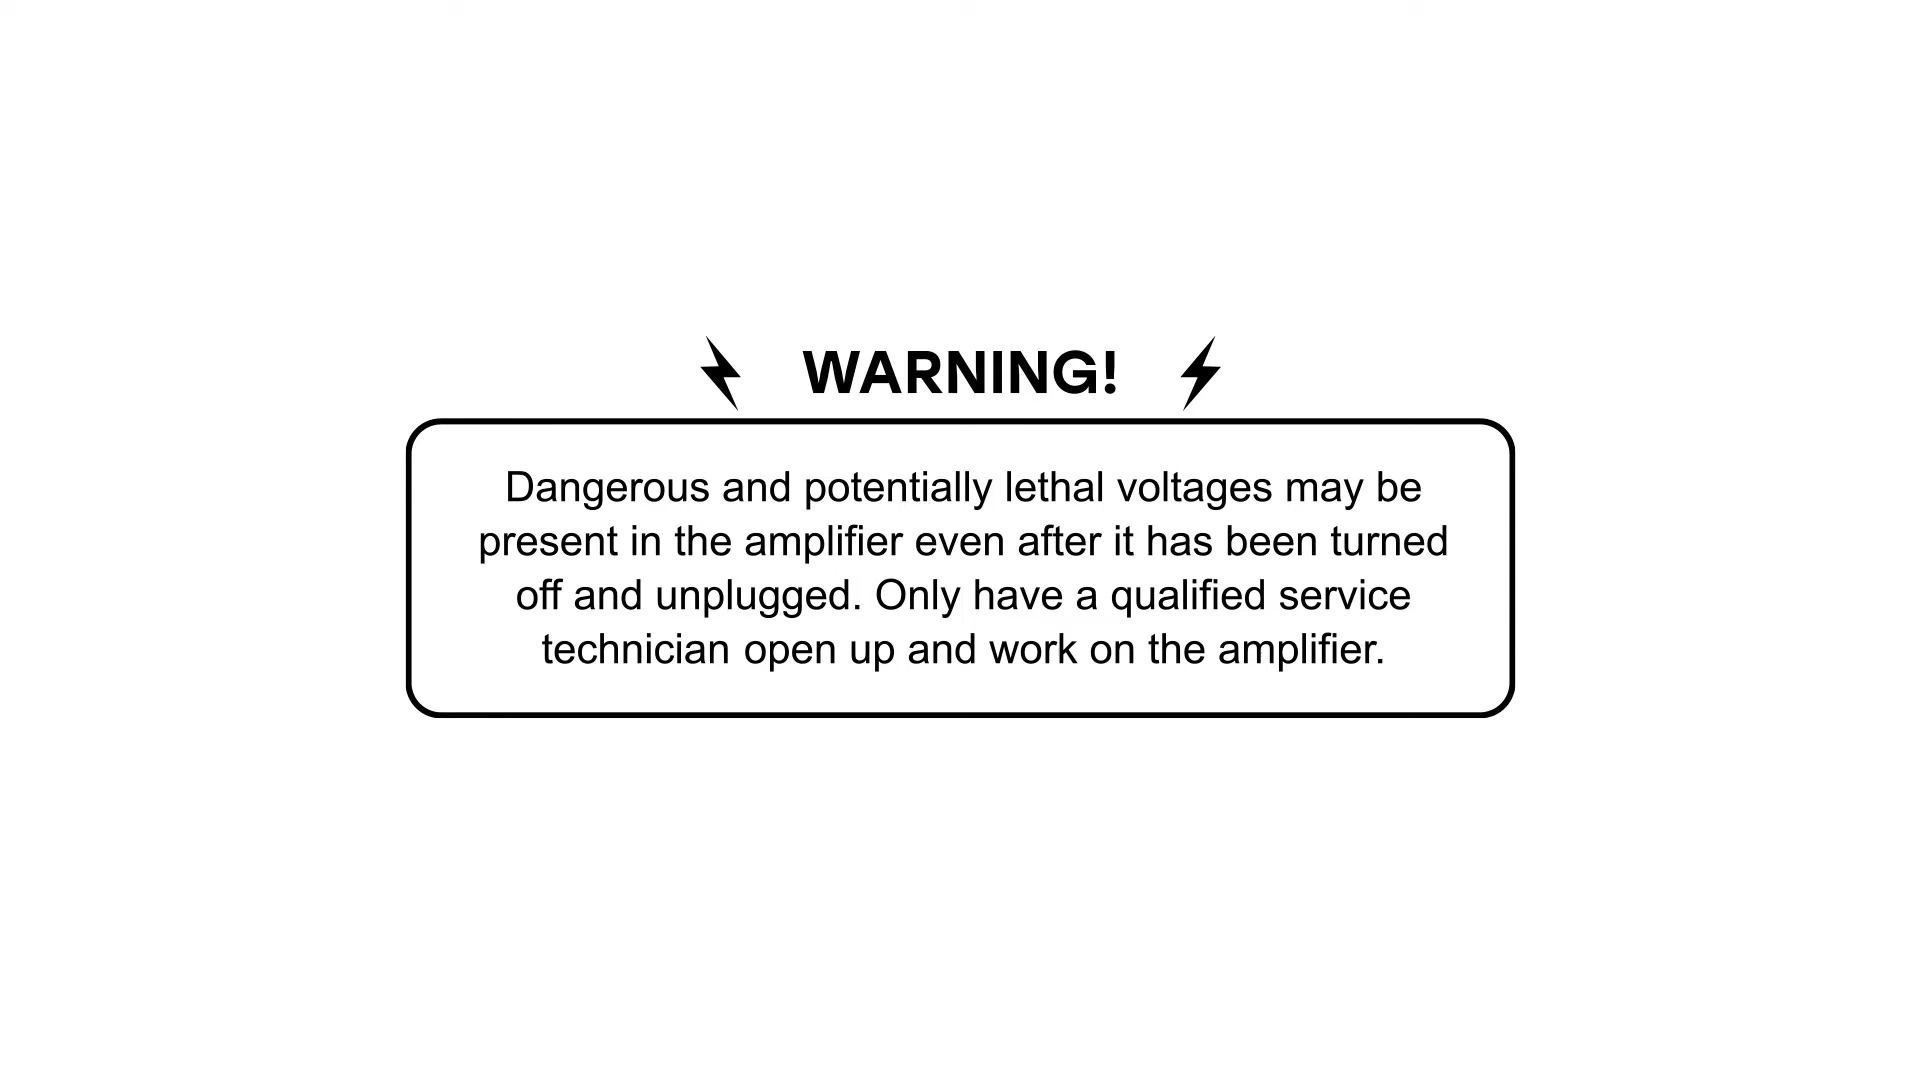 WARNING!
Dangerous and potentially lethal voltages may be
present in the amplifier even after it has been turned
off and unplugged. Only have a qualified service
technician open up and work on the amplifier.